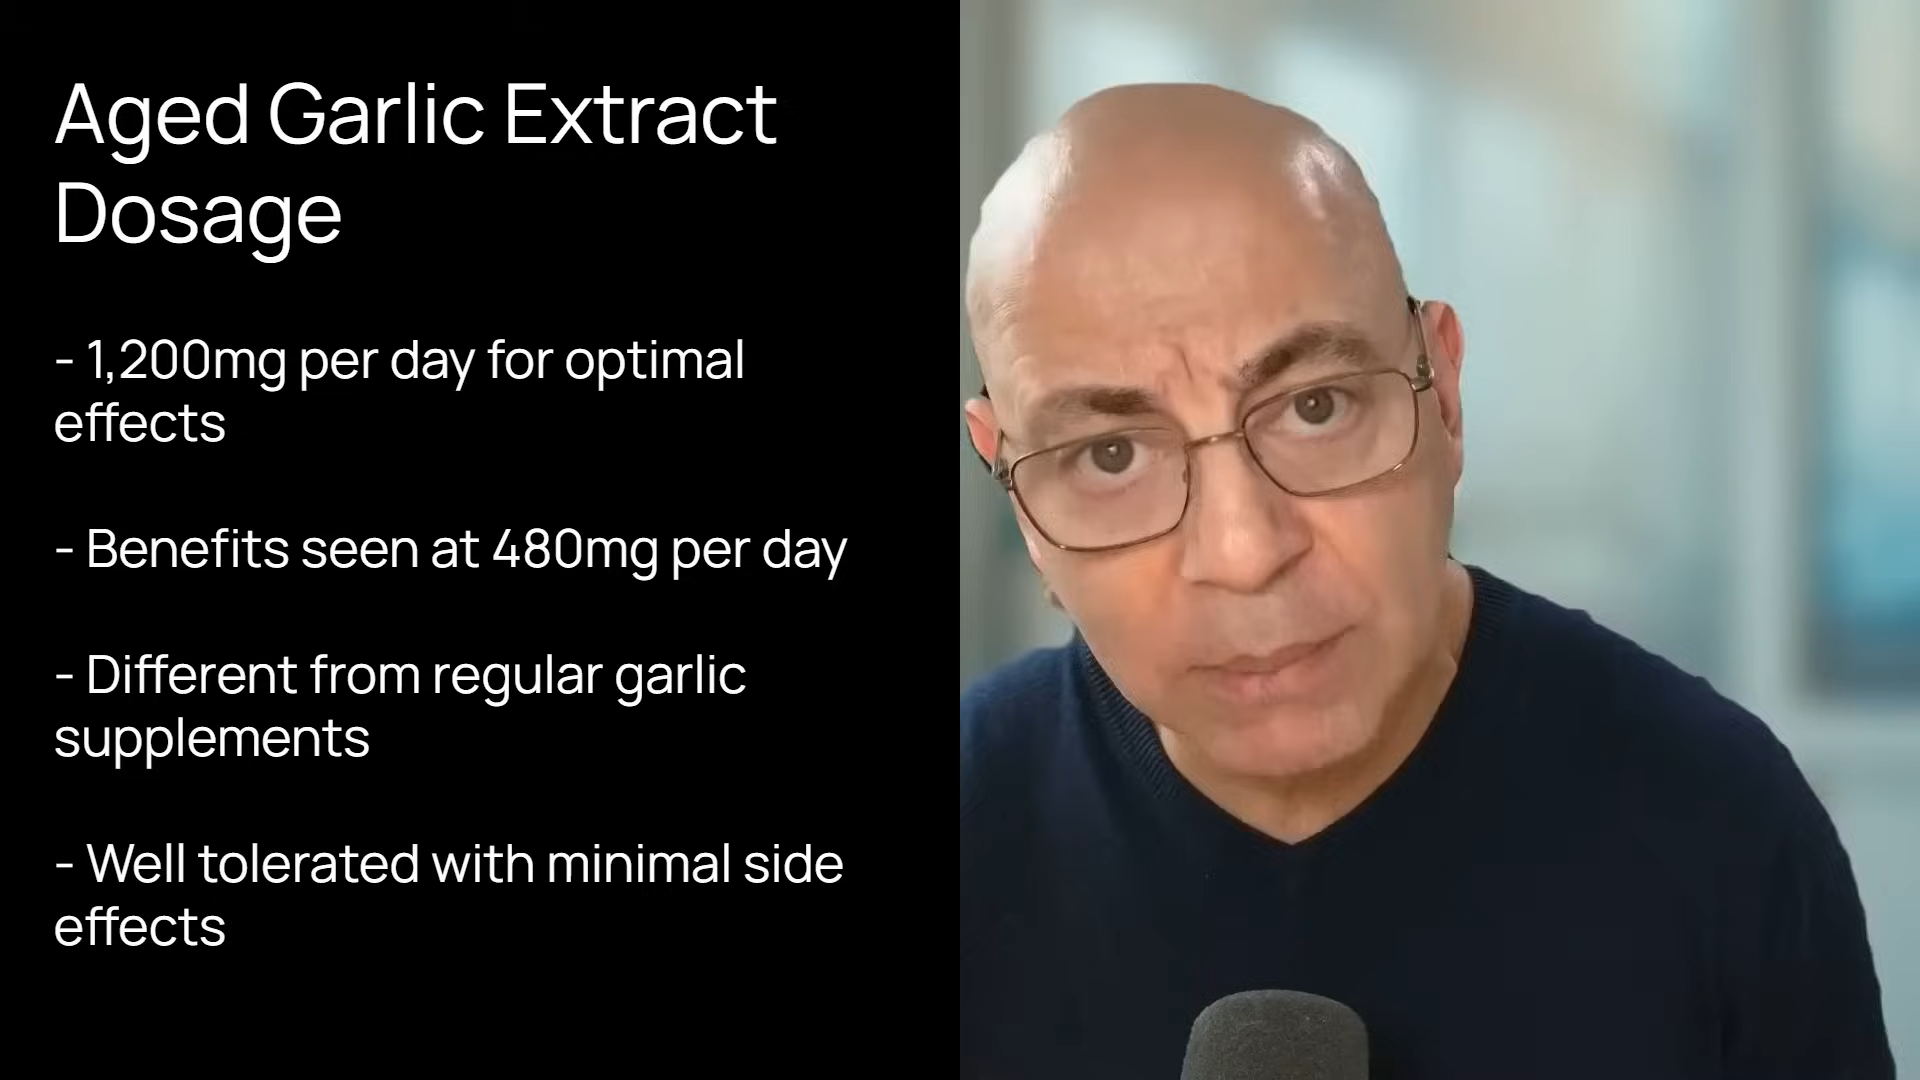 Aged Garlic Extract
Dosage
- 1,200mg per day for optimal
effects
- Benefits seen at 480mg per day
- Different from regular garlic
supplements
- Well tolerated with minimal side
effects